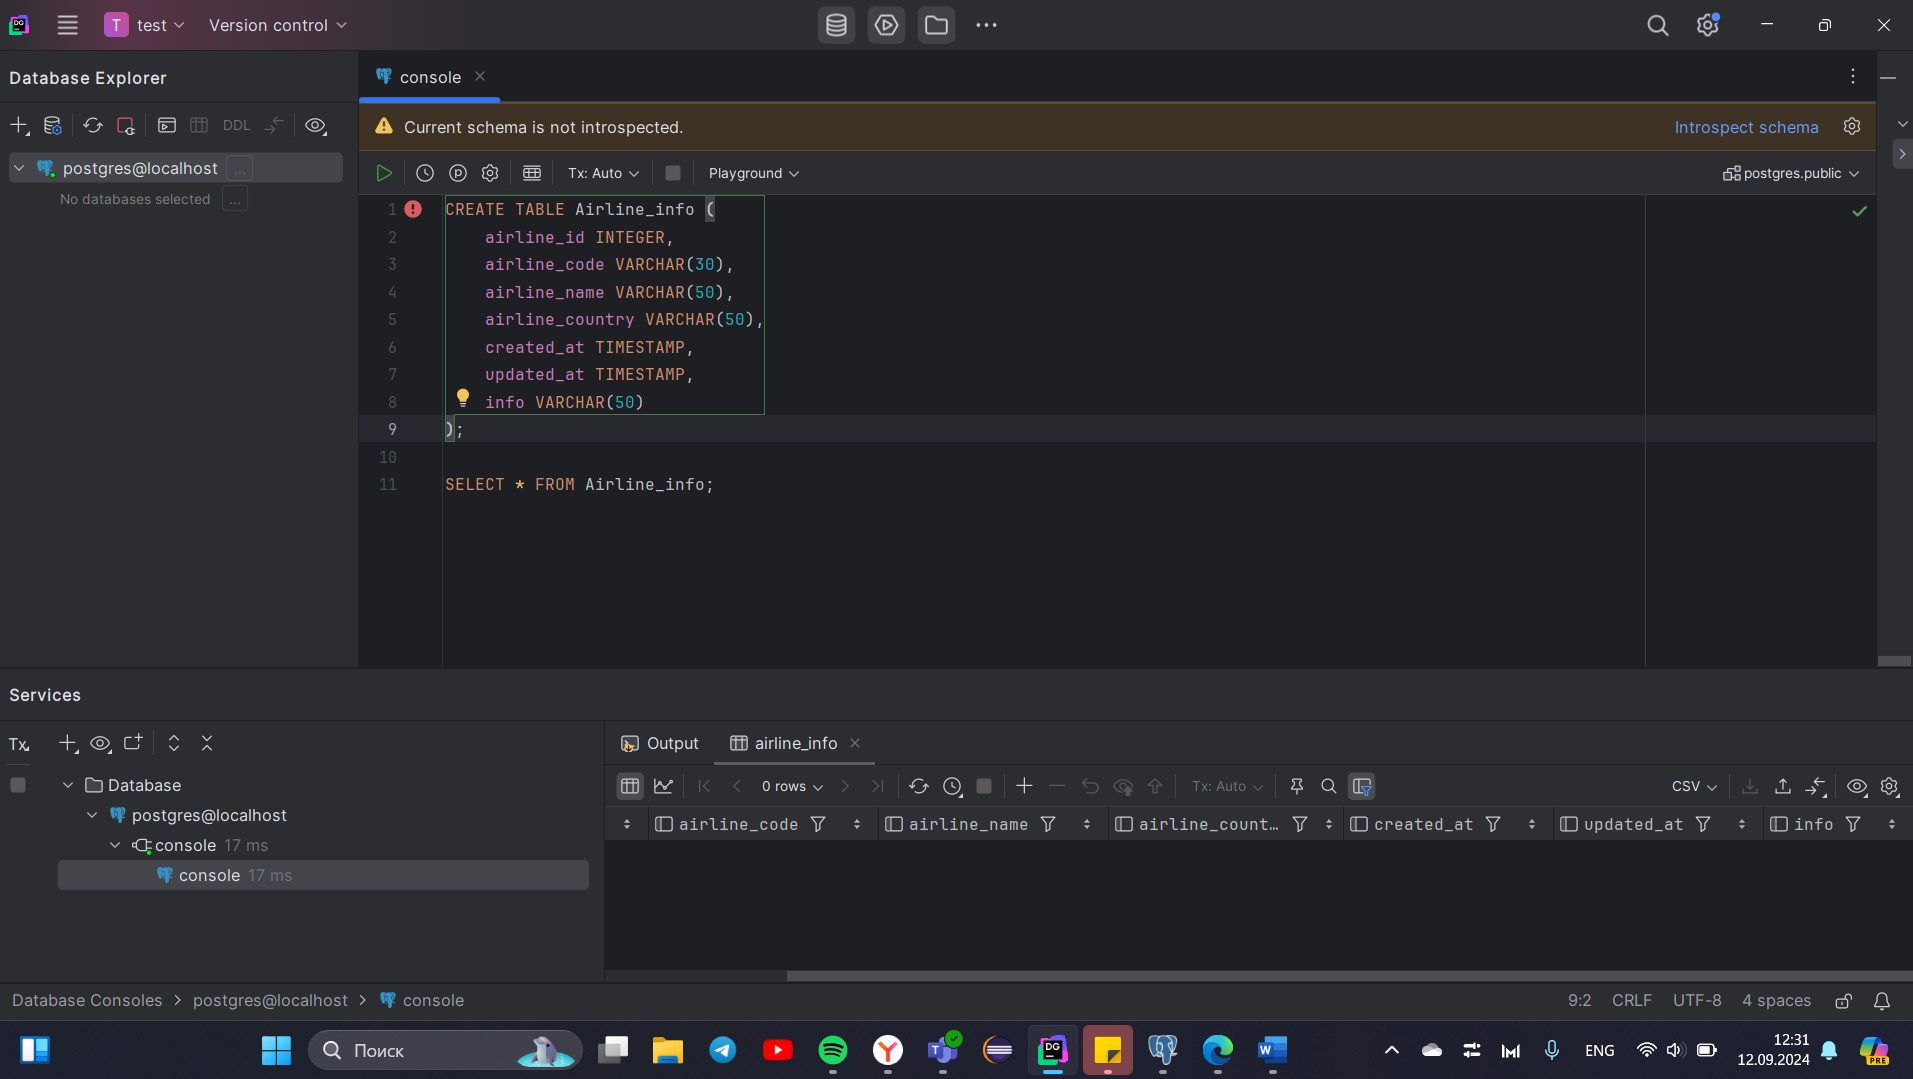 DG
T test
Version control
Database Explorer
console
Current schema is not introspected.
Introspect schema
DDL
Tx: Auto
Playground
postgres.public
postgres@localhost ...
No databases selected ...
1 CREATE TABLE Airline_info (
2 airline_id INTEGER,
3 airline_code VARCHAR(30),
4 airline_name VARCHAR(50),
5 airline_country VARCHAR(50),
6 created_at TIMESTAMP,
7 updated_at TIMESTAMP,
8 info VARCHAR(50)
9 );
10
11 SELECT * FROM Airline_info;
Services
Tx
Database
postgres@localhost
console 17 ms
console 17 ms
Output
airline_info
0 rows
Tx: Auto
CSV
airline_code
airline_name
airline_count...
created_at
updated_at
info
Database Consoles > postgres@localhost > console
9:2 CRLF UTF-8 4 spaces
Поиск
ENG
12:31
12.09.2024
PRE